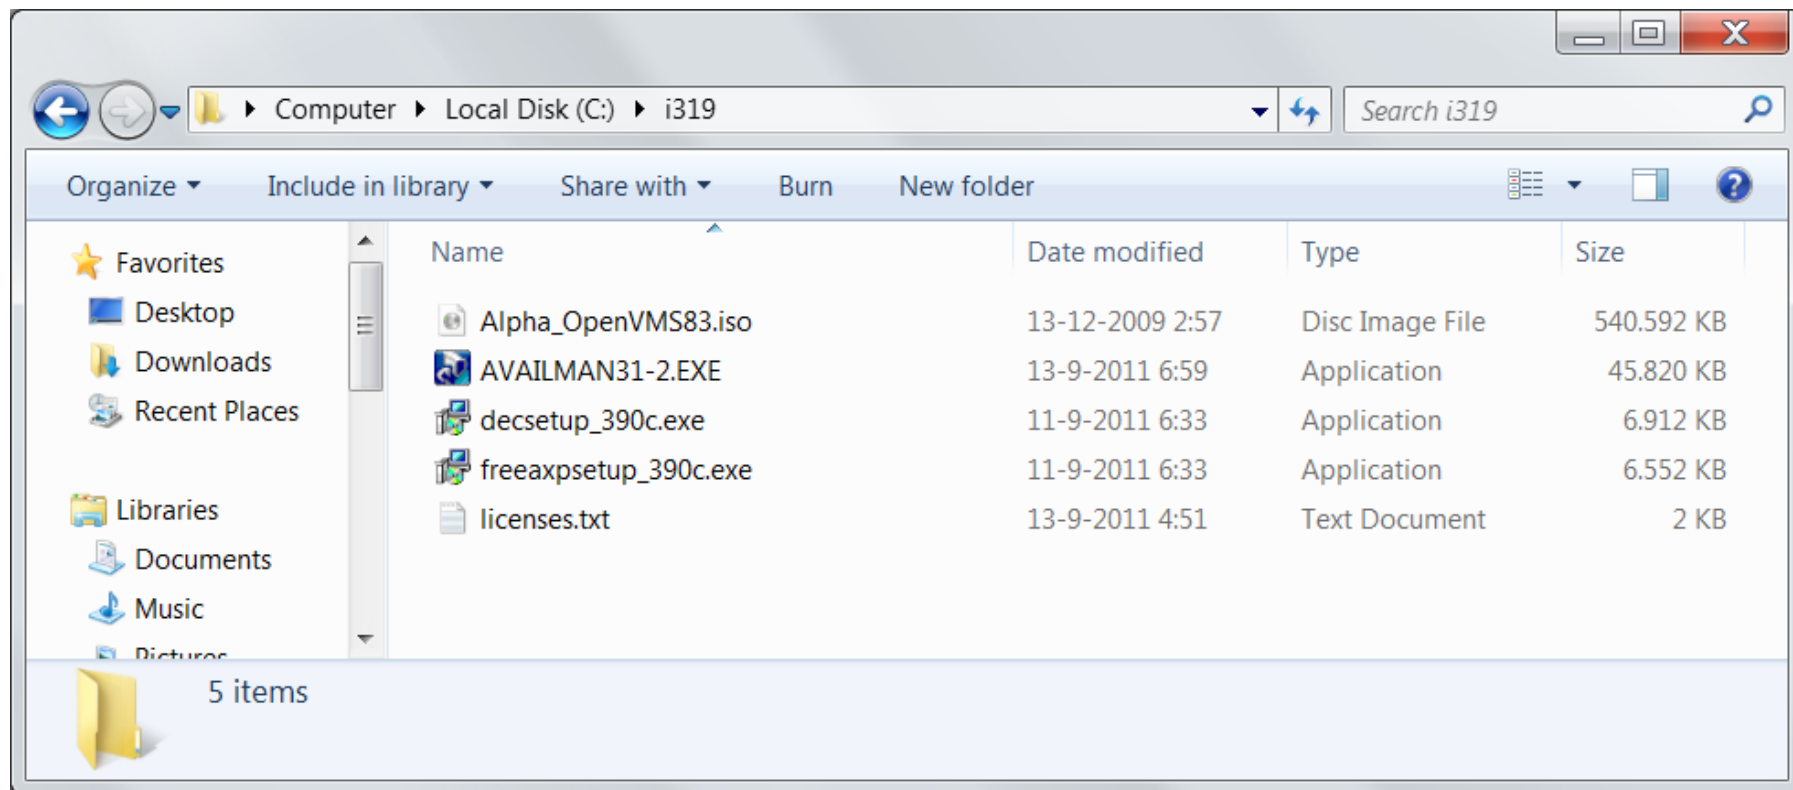 Computer Local Disk (C:) i319
Search i319
Organize Include in library Share with Burn New folder
Favorites
Desktop
Downloads
Recent Places
Libraries
Documents
Music
Pictures
Name Date modified Type Size
Alpha_OpenVMS83.iso 13-12-2009 2:57 Disc Image File 540.592 KB
AVAILMAN31-2.EXE 13-9-2011 6:59 Application 45.820 KB
decsetup_390c.exe 11-9-2011 6:33 Application 6.912 KB
freeaxpsetup_390c.exe 11-9-2011 6:33 Application 6.552 KB
licenses.txt 13-9-2011 4:51 Text Document 2 KB
5 items